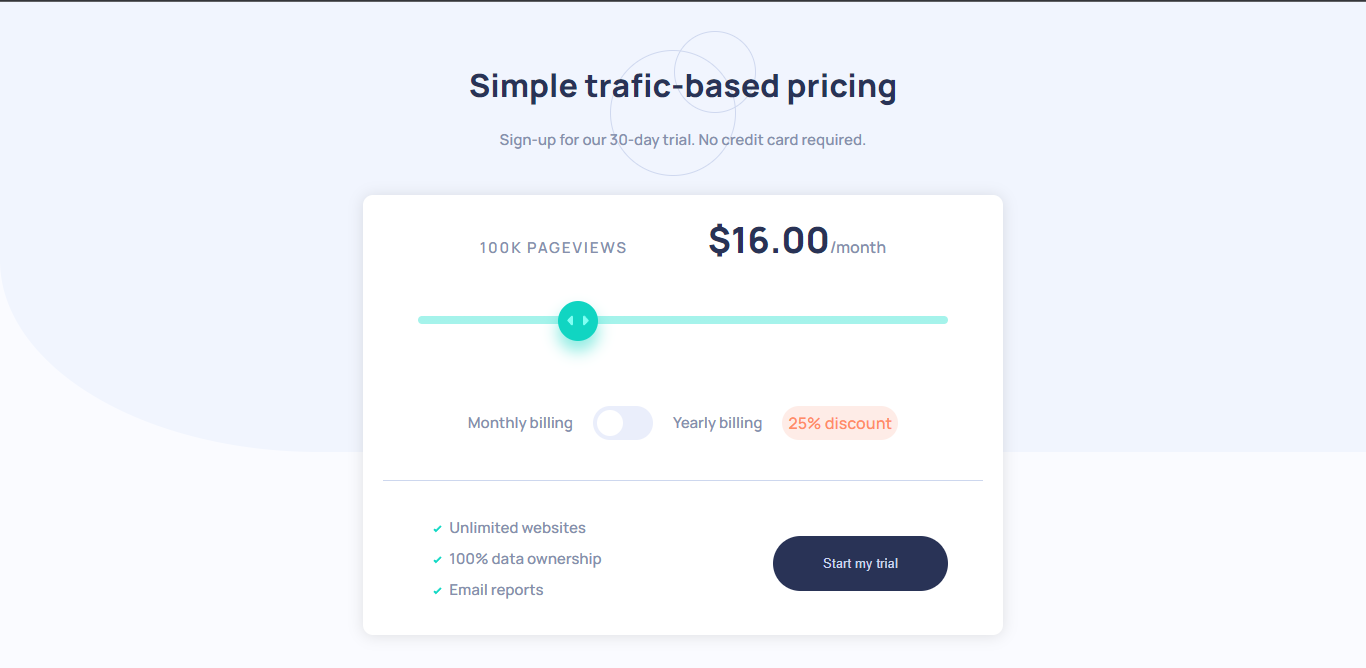 Simple trafic-based pricing
Sign-up for our 30-day trial. No credit card required.
100K PAGEVIEWS $16.00/month
Monthly billing Yearly billing 25% discount
Unlimited websites
100% data ownership
Email reports
Start my trial